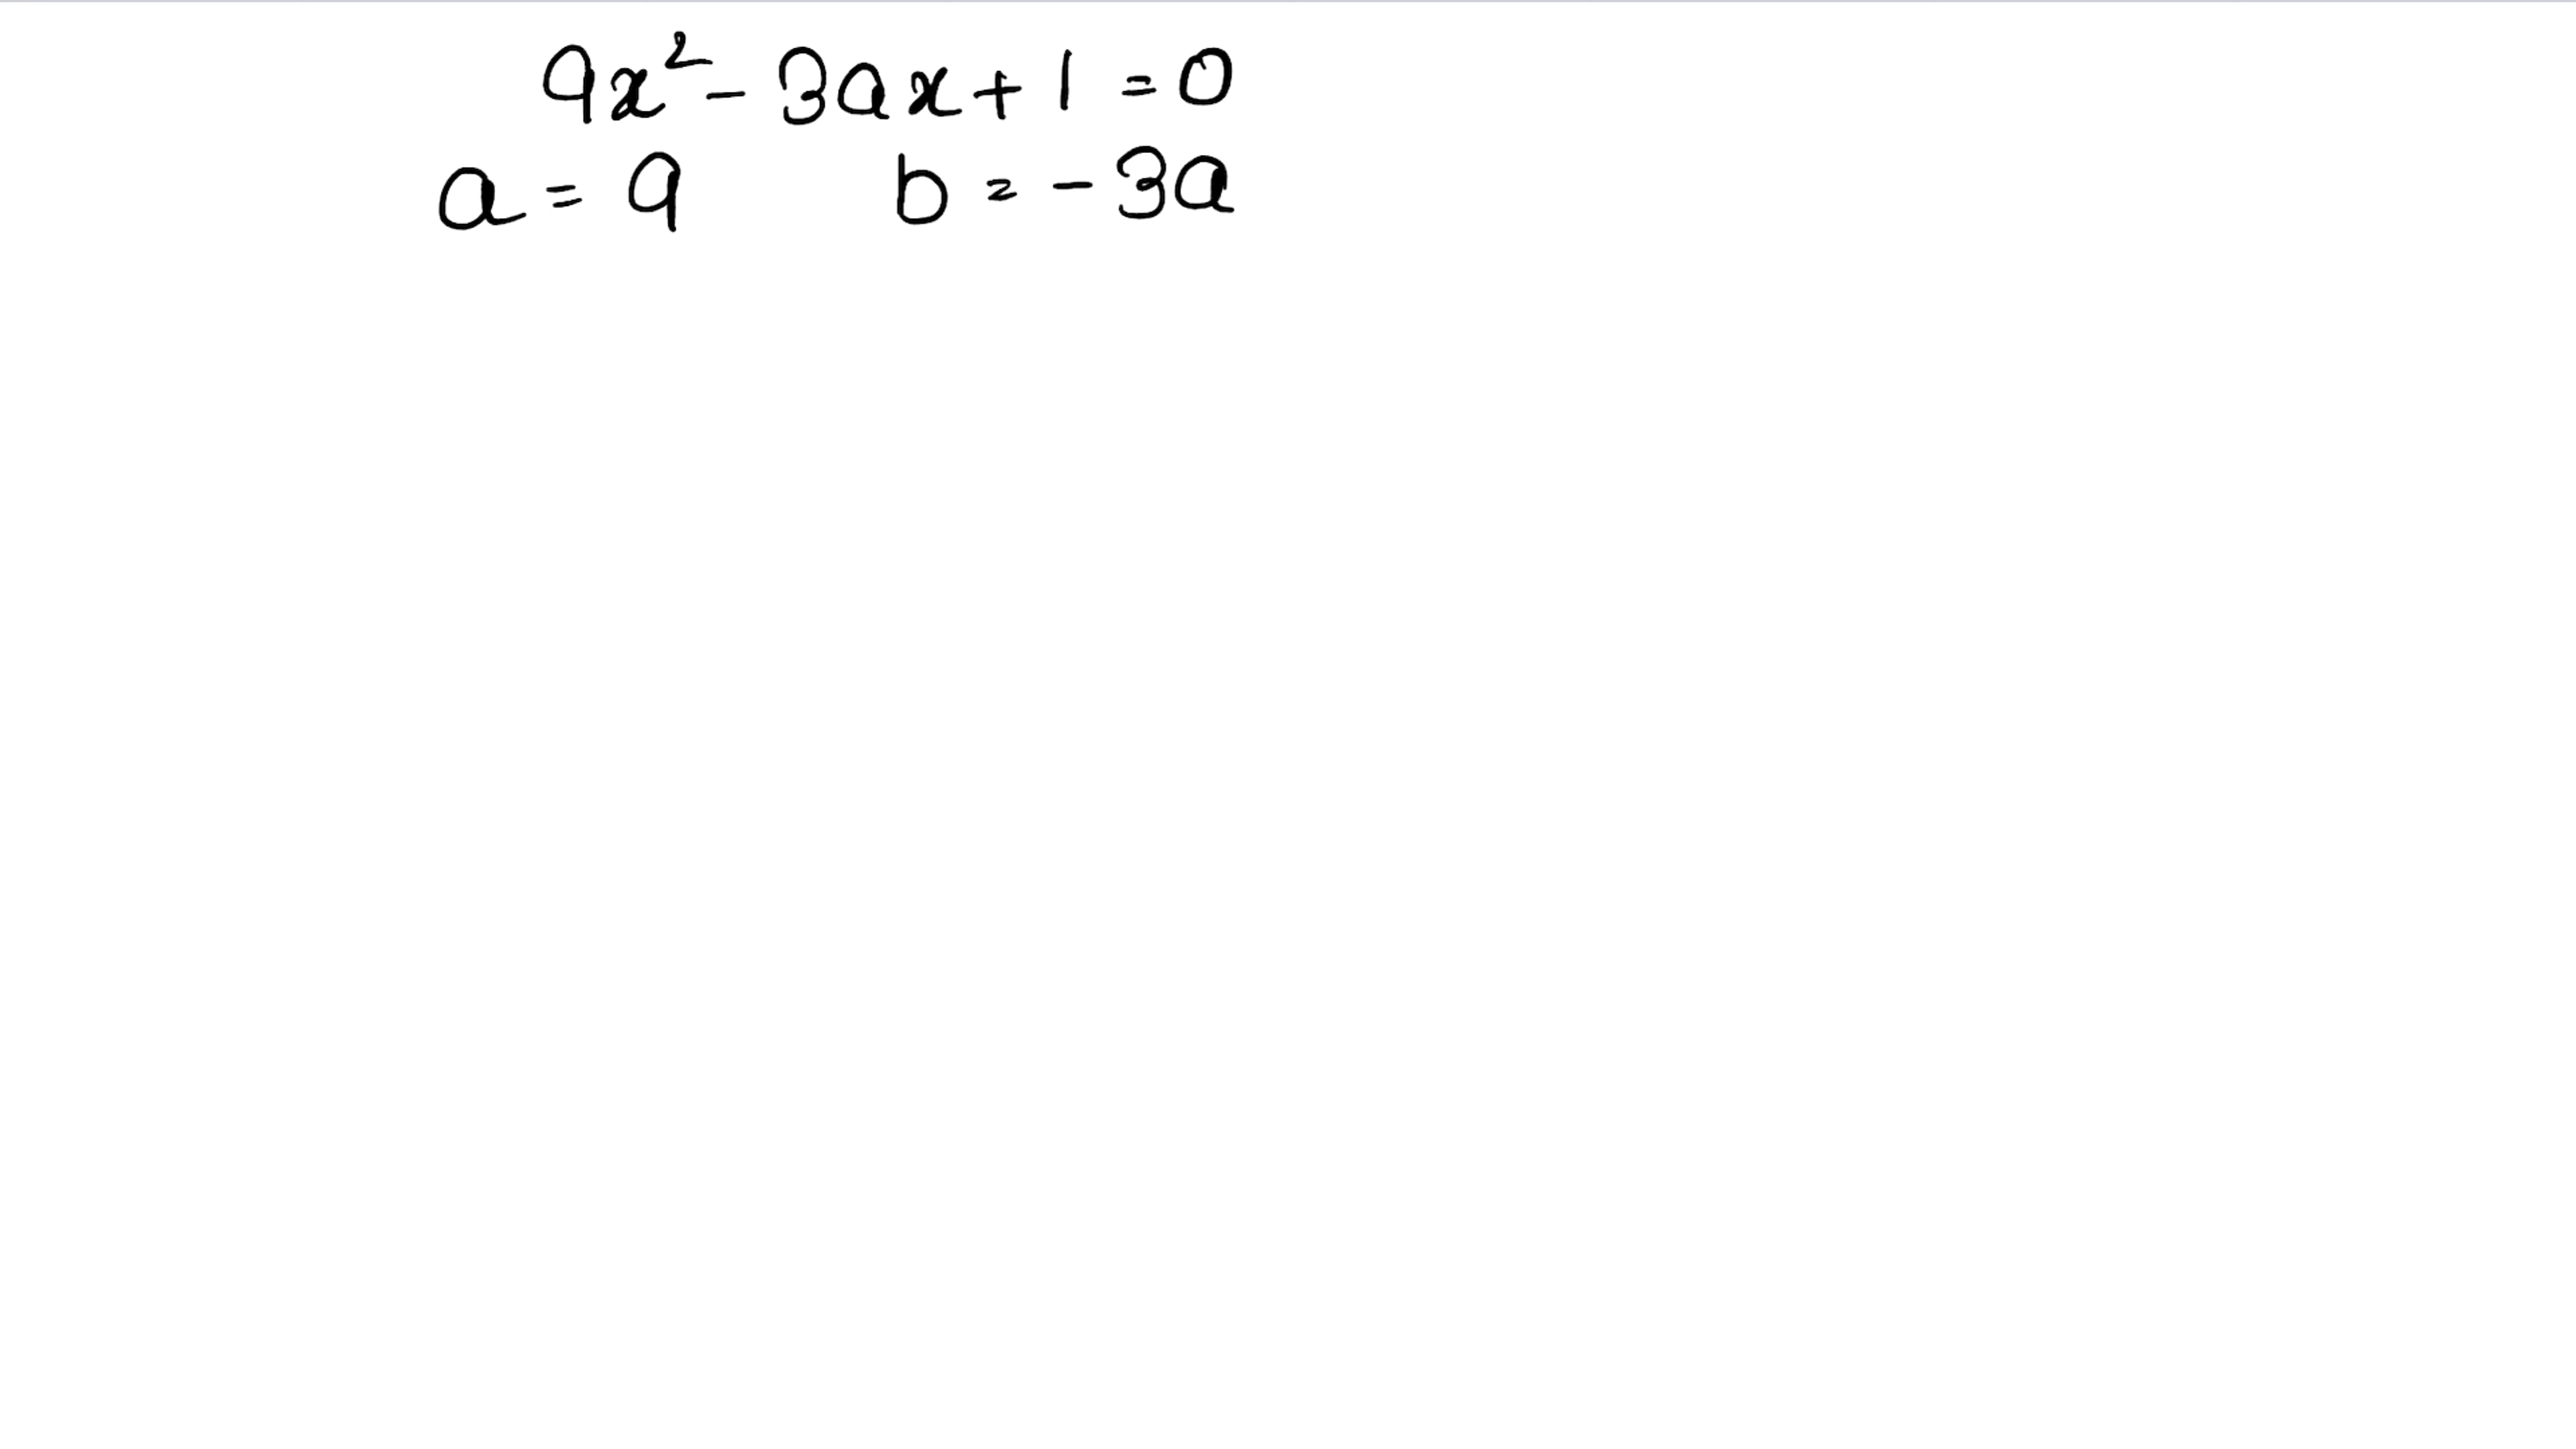 9x² - 3ax + 1 = 0
a = 9 b = - 3a